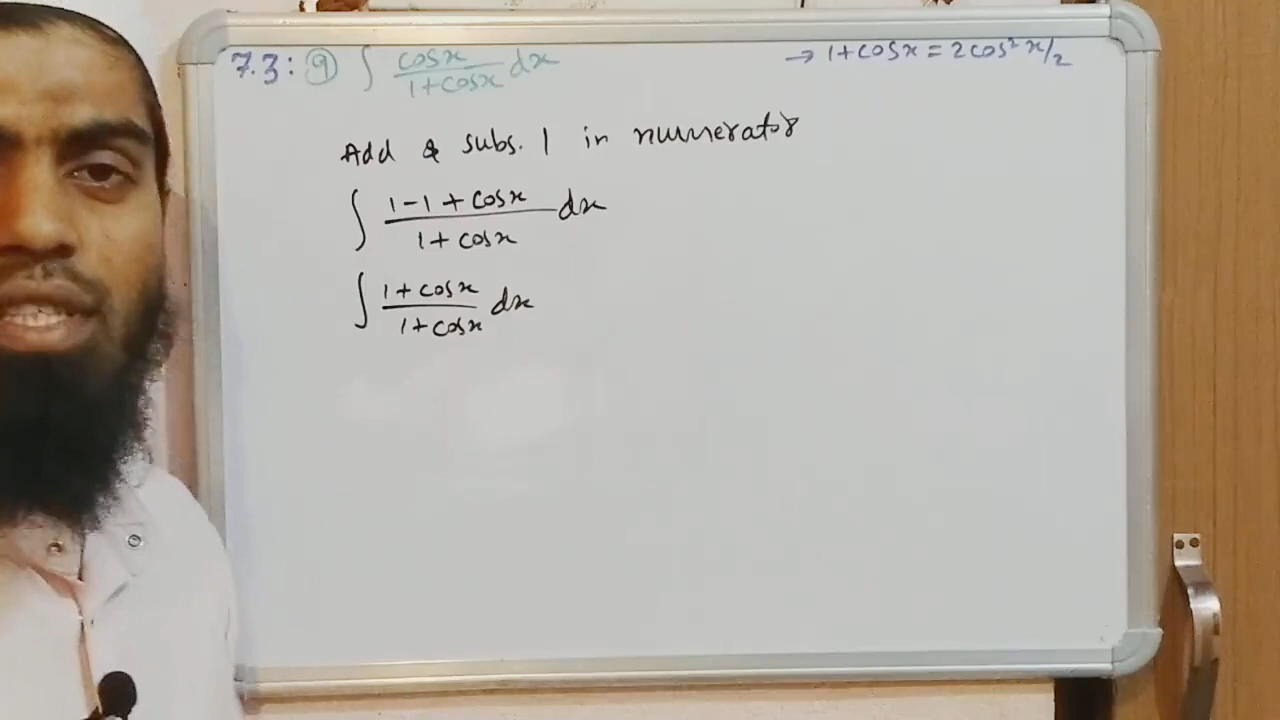 7.3: 9 ∫ cosx/1+cosx dx → 1+cosx = 2cos² x/2
Add & subs. 1 in numerator
∫ 1-1+cosx/1+cosx dx
∫ 1+cosx/1+cosx dx